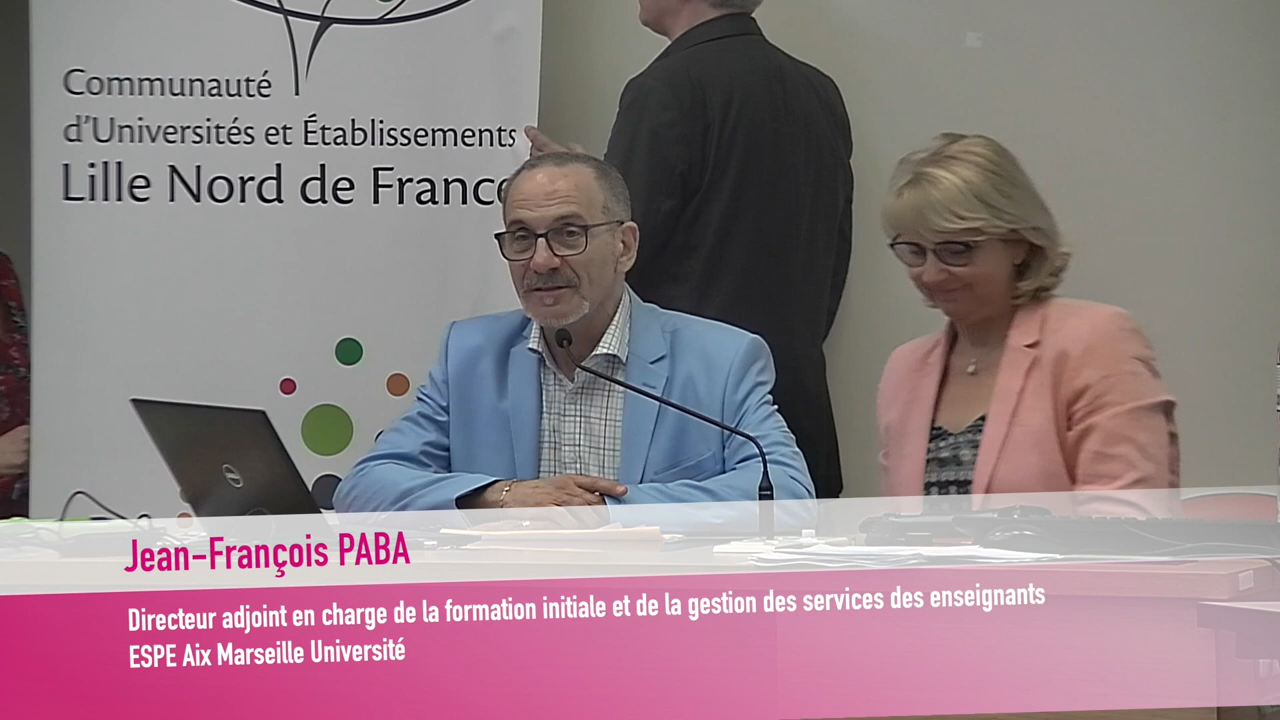 Communauté
d'Universités et Établissements
Lille Nord de France
Jean-François PABA
Directeur adjoint en charge de la formation initiale et de la gestion des services des enseignants
ESPE Aix Marseille Université
DELL